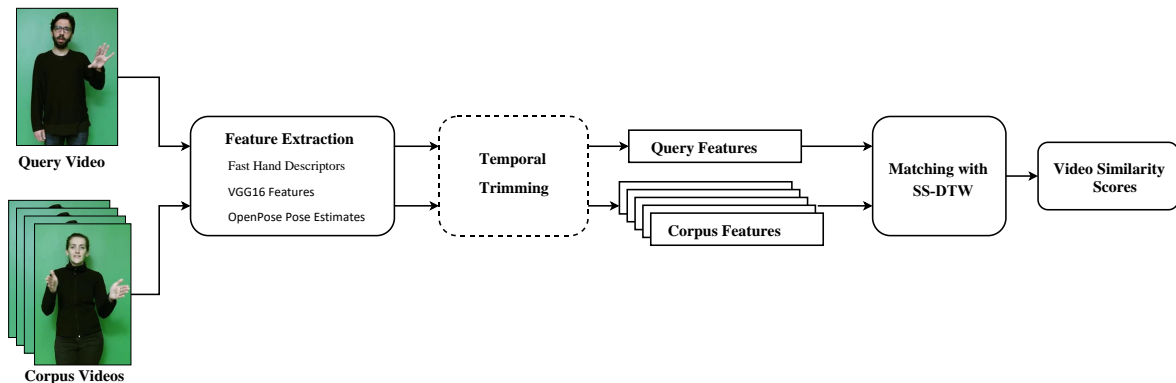 Query Video
Corpus Videos
Feature Extraction
Fast Hand Descriptors
VGG16 Features
OpenPose Pose Estimates
Temporal
Trimming
Query Features
Corpus Features
Matching with
SS-DTW
Video Similarity
Scores